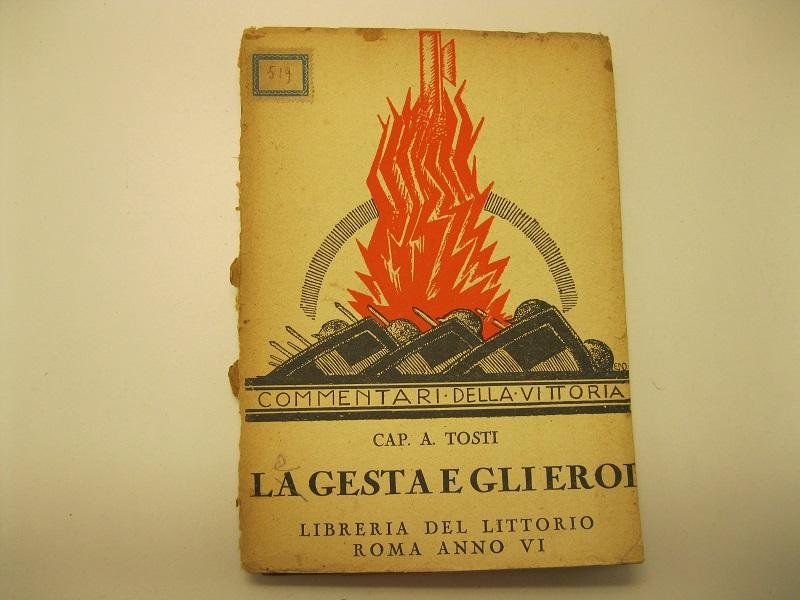 519
COMMENTARI·DELLA·VITTORIA
CAP. A. TOSTI
e
LA GESTA E GLI EROI
LIBRERIA DEL LITTORIO
ROMA ANNO VI